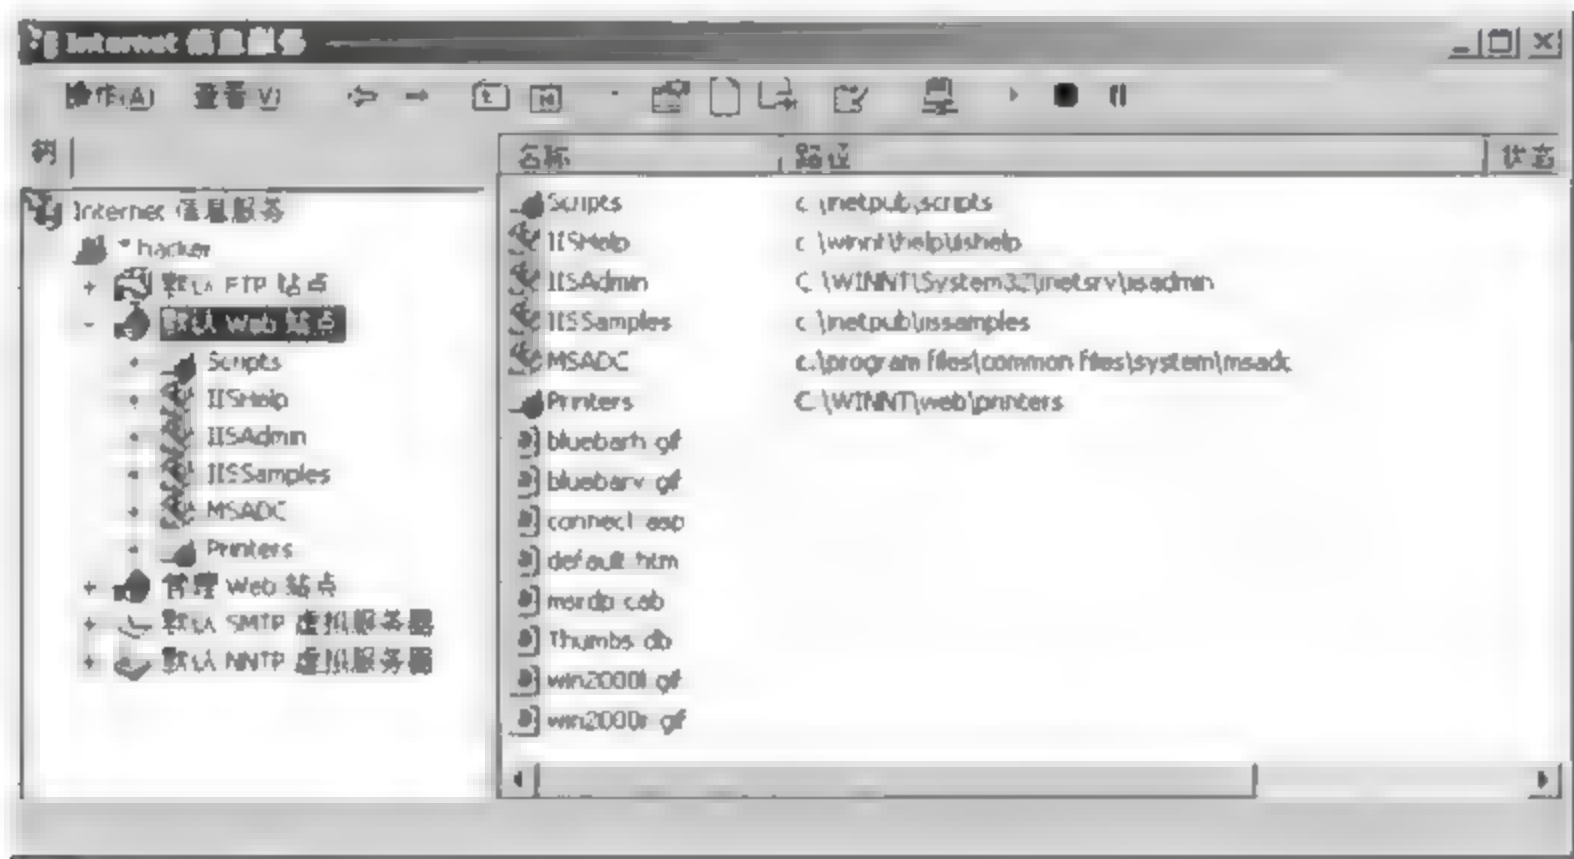 Internet 信息服务
操作(A) 查看(V)
树
名称 路径 状态
Internet 信息服务
* hacker
默认 FTP 站点
默认 Web 站点
Scripts
IISHelp
IISAdmin
IISSamples
MSADC
Printers
管理 Web 站点
默认 SMTP 虚拟服务器
默认 NNTP 虚拟服务器
Scripts c:\inetpub\scripts
IISHelp c:\winnt\help\iishelp
IISAdmin C:\WINNT\System32\inetsrv\iisadmin
IISSamples c:\inetpub\iissamples
MSADC c:\program files\common files\system\msadc
Printers C:\WINNT\web\printers
bluebarh.gif
bluebarv.gif
connect.asp
default.htm
msrdp.cab
Thumbs.db
win2000l.gif
win2000r.gif